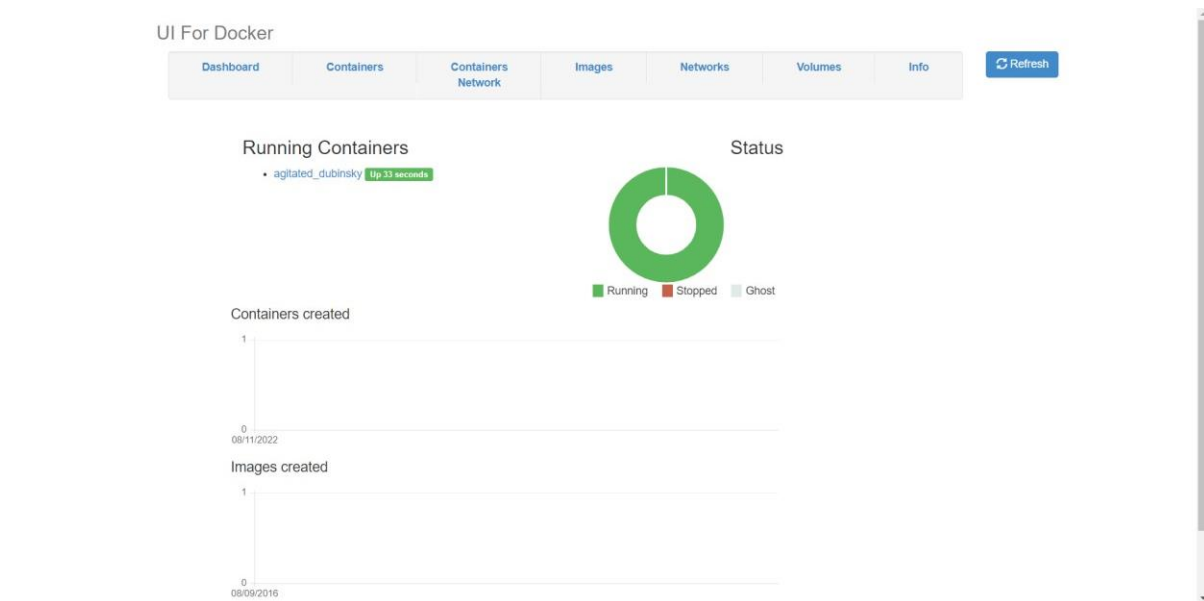 UI For Docker
Dashboard
Containers
Containers
Network
Images
Networks
Volumes
Info
Refresh
Running Containers
agitated_dubinsky Up 33 seconds
Status
Running
Stopped
Ghost
Containers created
1
0
08/11/2022
Images created
1
0
08/09/2016